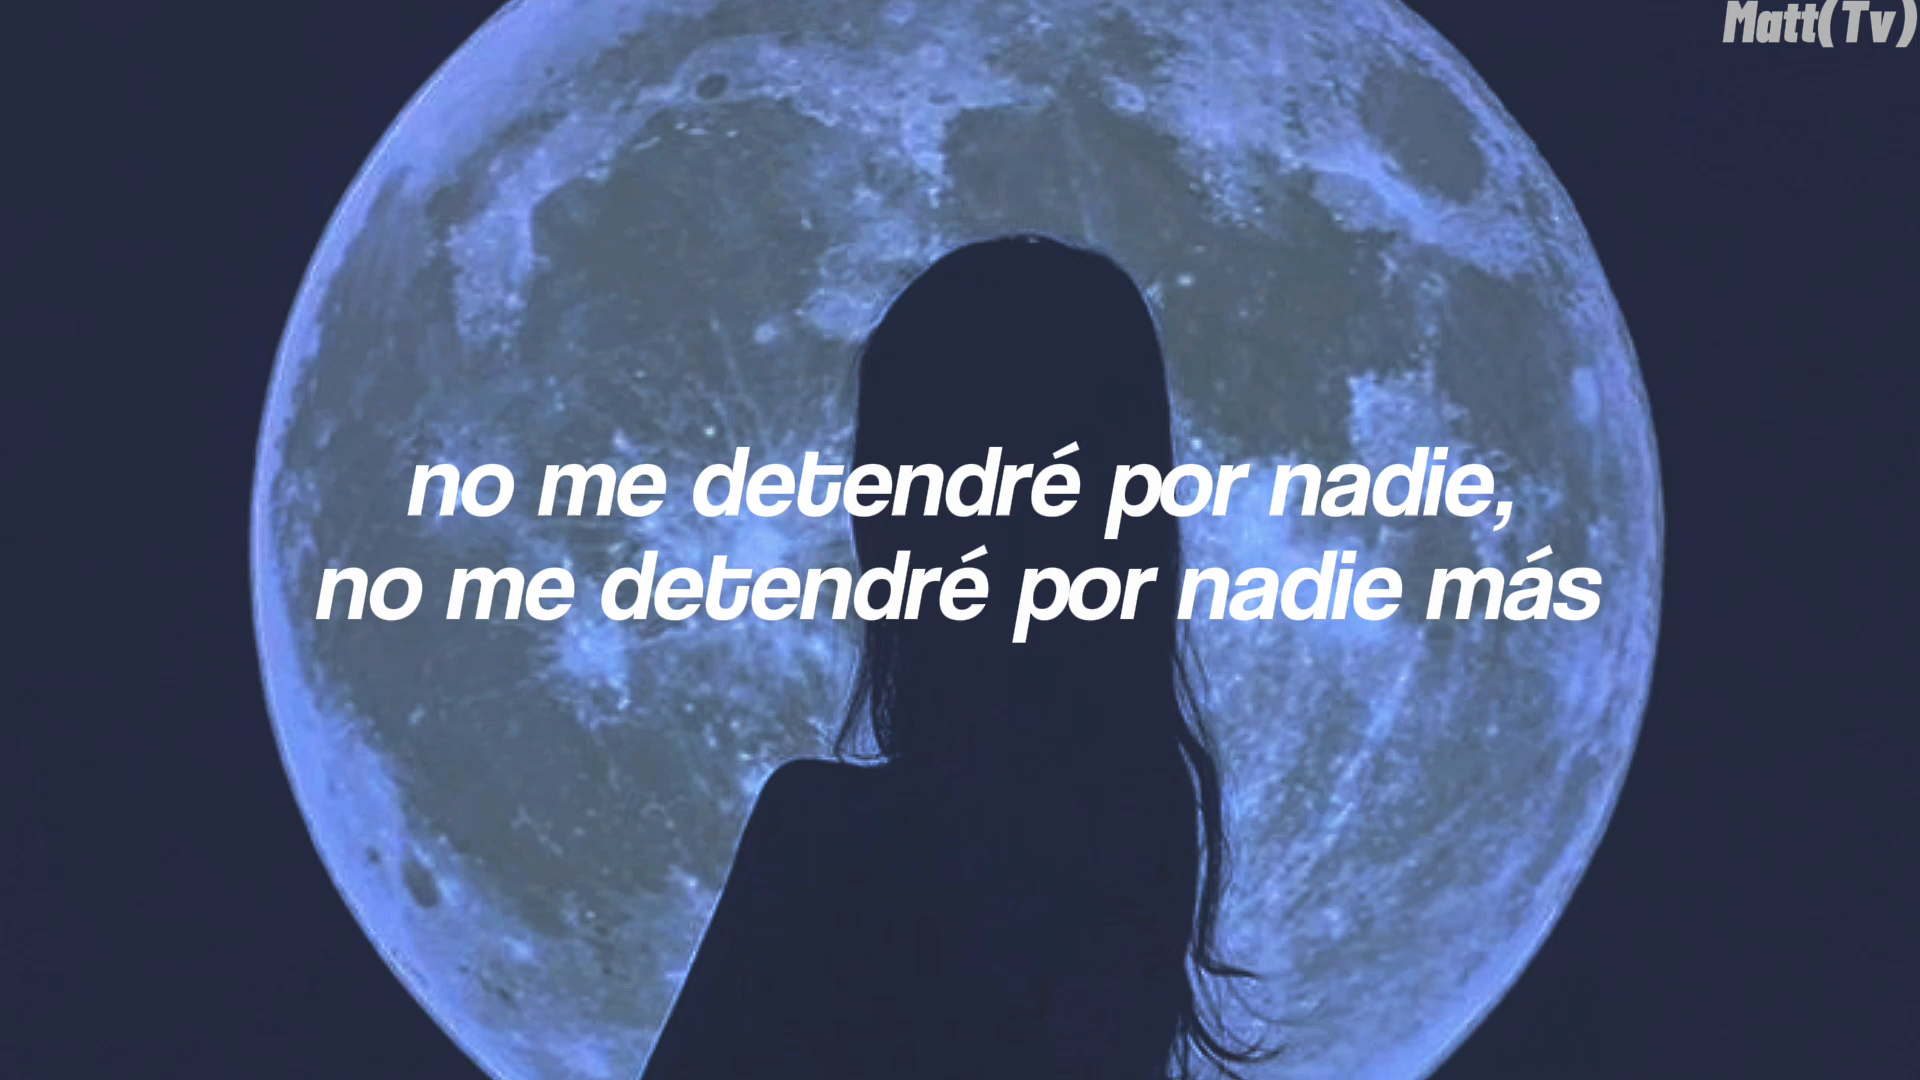 Matt(Tv)
no me detendré por nadie,
no me detendré por nadie más